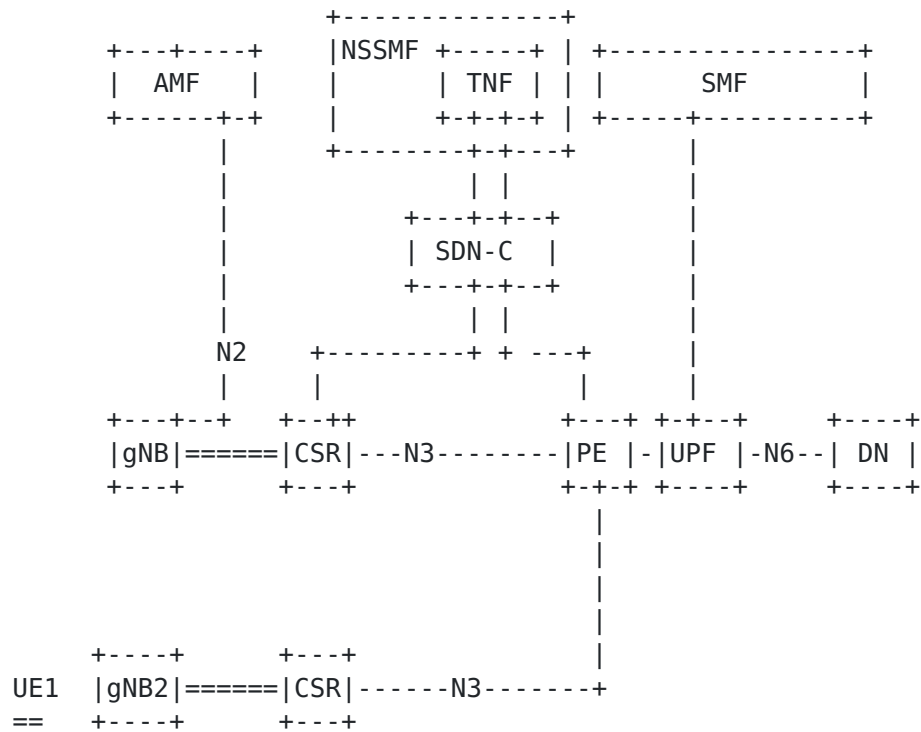 NSSMF
AMF TNF SMF
SDN-C
N2
gNB CSR N3 PE UPF N6 DN
UE1 gNB2 CSR N3